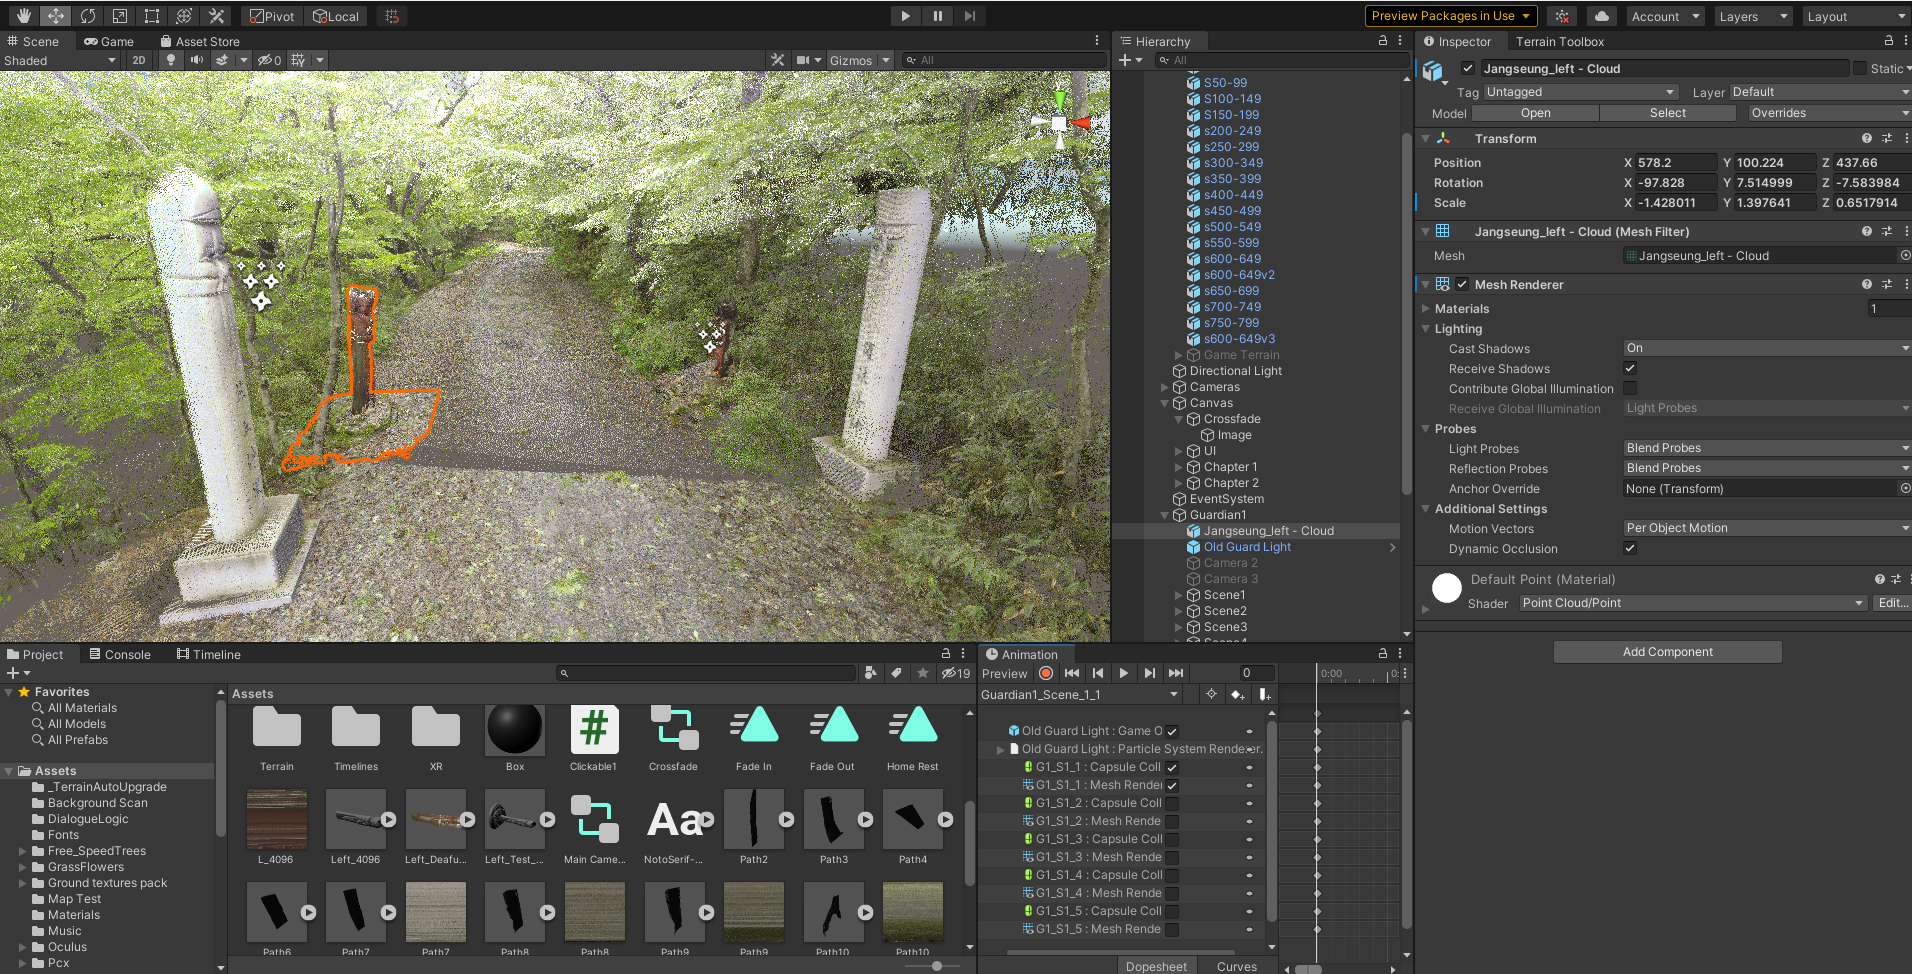 Pivot
Local
Preview Packages in Use
Account
Layers
Layout
Scene
Game
Asset Store
Shaded
2D
0
Gizmos
All
Hierarchy
All
S50-99
S100-149
S150-199
s200-249
s250-299
s300-349
s350-399
s400-449
s450-499
s500-549
s550-599
s600-649
s600-649v2
s650-699
s700-749
s750-799
s600-649v3
Game Terrain
Directional Light
Cameras
Canvas
Crossfade
Image
UI
Chapter 1
Chapter 2
EventSystem
Guardian1
Jangseung_left - Cloud
Old Guard Light
Camera 2
Camera 3
Scene1
Scene2
Scene3
Inspector
Terrain Toolbox
Jangseung_left - Cloud
Static
Tag Untagged
Layer Default
Model Open Select Overrides
Transform
Position X 578.2 Y 100.224 Z 437.66
Rotation X -97.828 Y 7.514999 Z -7.583984
Scale X -1.428011 Y 1.397641 Z 0.6517914
Jangseung_left - Cloud (Mesh Filter)
Mesh Jangseung_left - Cloud
Mesh Renderer
Materials 1
Lighting
Cast Shadows On
Receive Shadows
Contribute Global Illumination
Receive Global Illumination Light Probes
Probes
Light Probes Blend Probes
Reflection Probes Blend Probes
Anchor Override None (Transform)
Additional Settings
Motion Vectors Per Object Motion
Dynamic Occlusion
Default Point (Material)
Shader Point Cloud/Point Edit...
Add Component
Project
Console
Timeline
19
Favorites
All Materials
All Models
All Prefabs
Assets
_TerrainAutoUpgrade
Background Scan
DialogueLogic
Fonts
Free_SpeedTrees
GrassFlowers
Ground textures pack
Map Test
Materials
Music
Oculus
Pcx
Assets
Terrain
Timelines
XR
Box
Clickable1
Crossfade
Fade In
Fade Out
Home Rest
L_4096
Left_4096
Left_Deafu...
Left_Test_...
Main Came...
Aa
NotoSerif-...
Path2
Path3
Path4
Path6
Path7
Path7
Path8
Path8
Path9
Path9
Path10
Path10
Animation
Preview
0
0:00
Guardian1_Scene_1_1
Old Guard Light : Game O
Old Guard Light : Particle System Renderer.
G1_S1_1 : Capsule Coll
G1_S1_1 : Mesh Render
G1_S1_2 : Capsule Coll
G1_S1_2 : Mesh Rende
G1_S1_3 : Capsule Coll
G1_S1_3 : Mesh Rende
G1_S1_4 : Capsule Coll
G1_S1_4 : Mesh Rende
G1_S1_5 : Capsule Coll
G1_S1_5 : Mesh Rende
Dopesheet
Curves